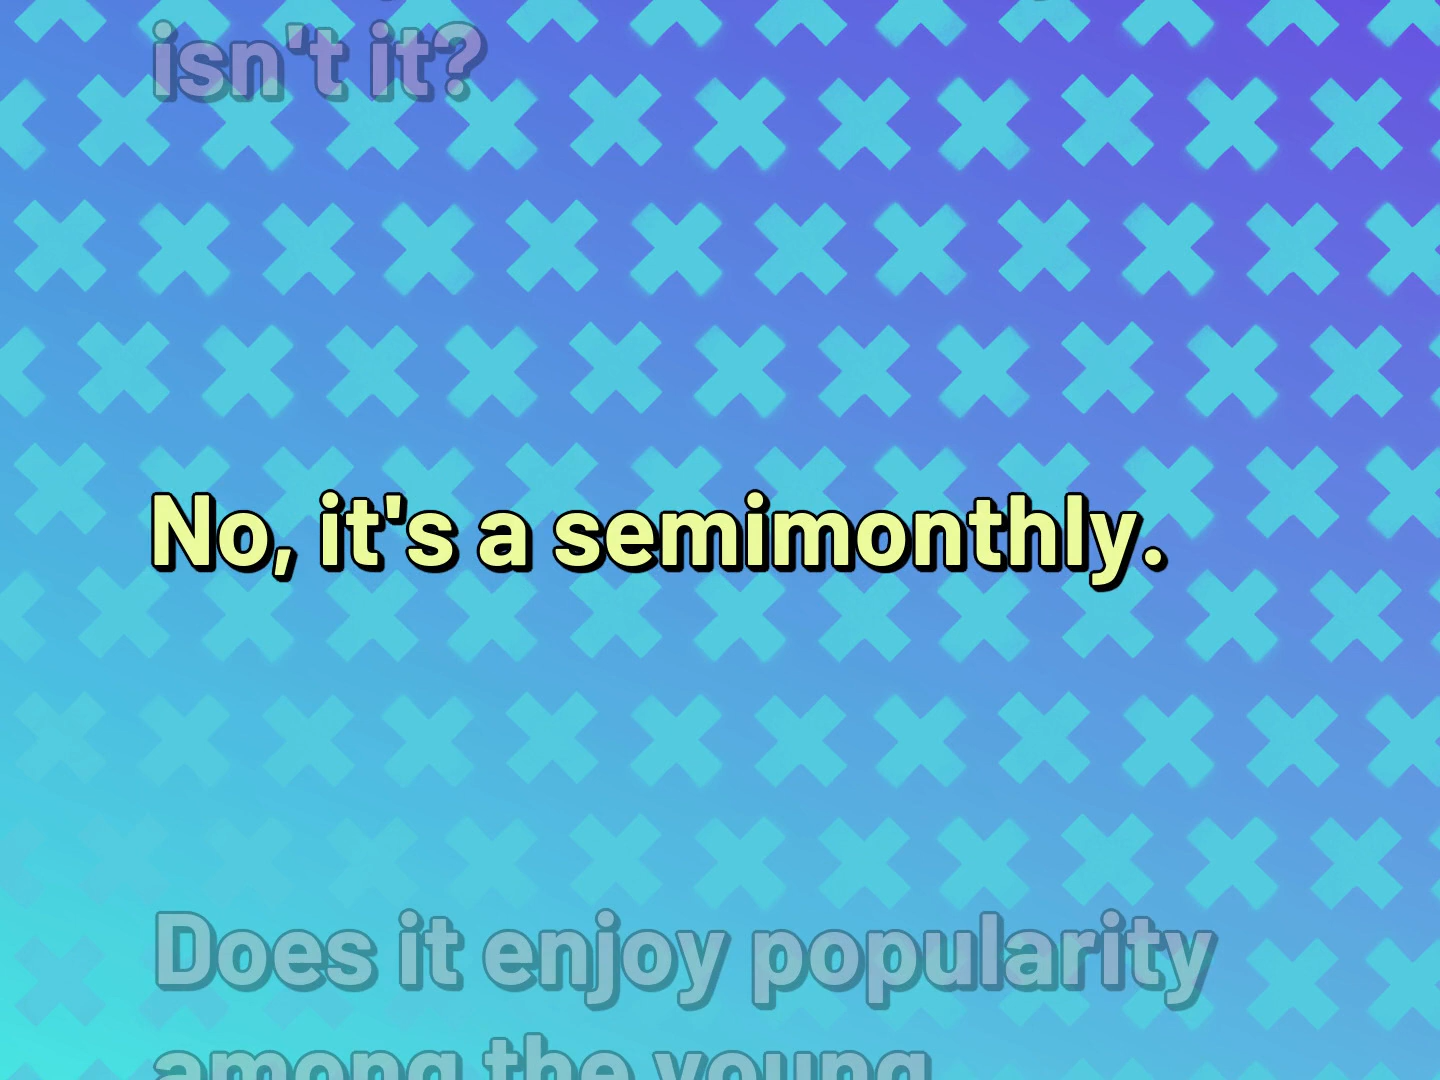 isn't it?
No, it's a semimonthly.
Does it enjoy popularity
among the young